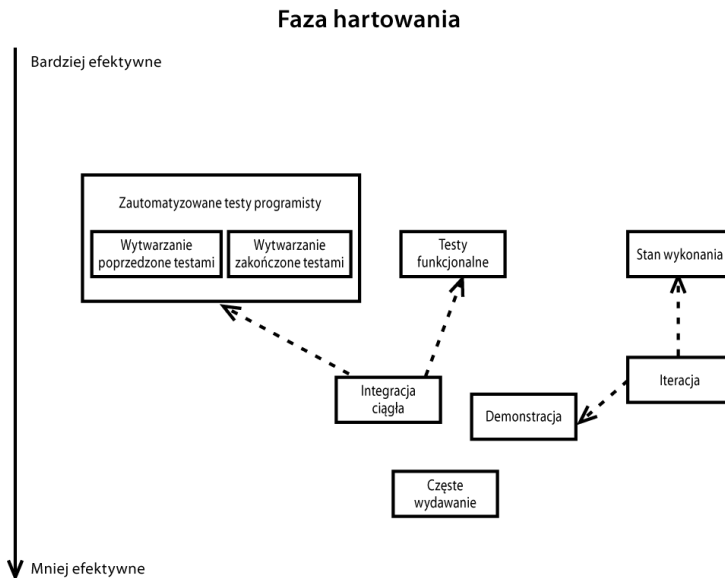 Faza hartowania
Bardziej efektywne
Zautomatyzowane testy programisty
Wytwarzanie
poprzedzone testami
Wytwarzanie
zakończone testami
Testy
funkcjonalne
Stan wykonania
Integracja
ciągła
Demonstracja
Iteracja
Częste
wydawanie
Mniej efektywne